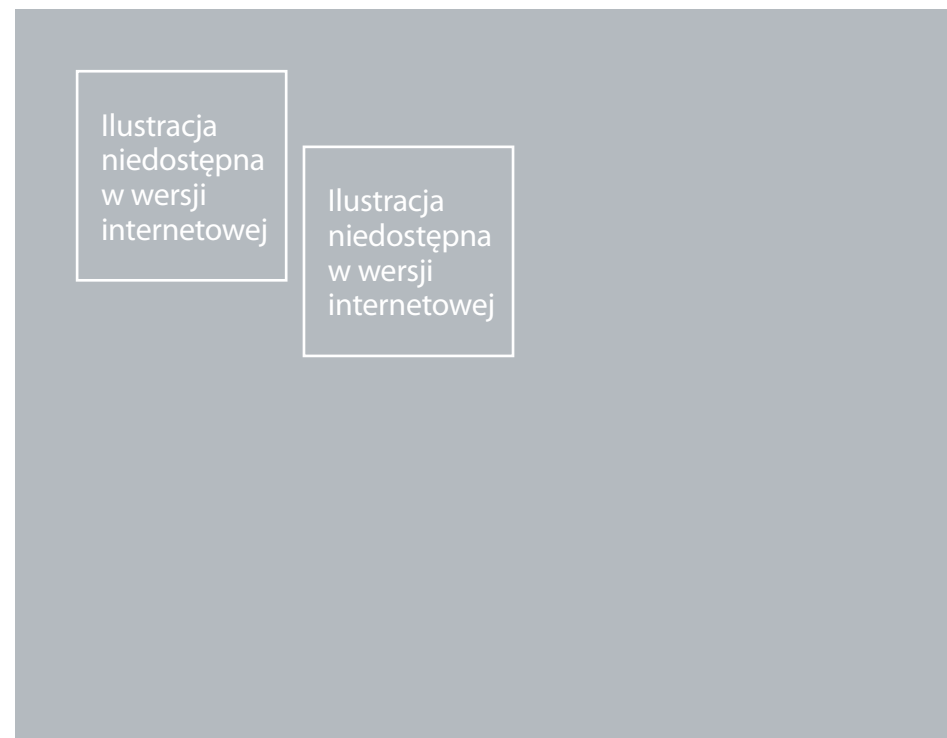 Ilustracja
niedostępna
w wersji
internetowej
Ilustracja
niedostępna
w wersji
internetowej